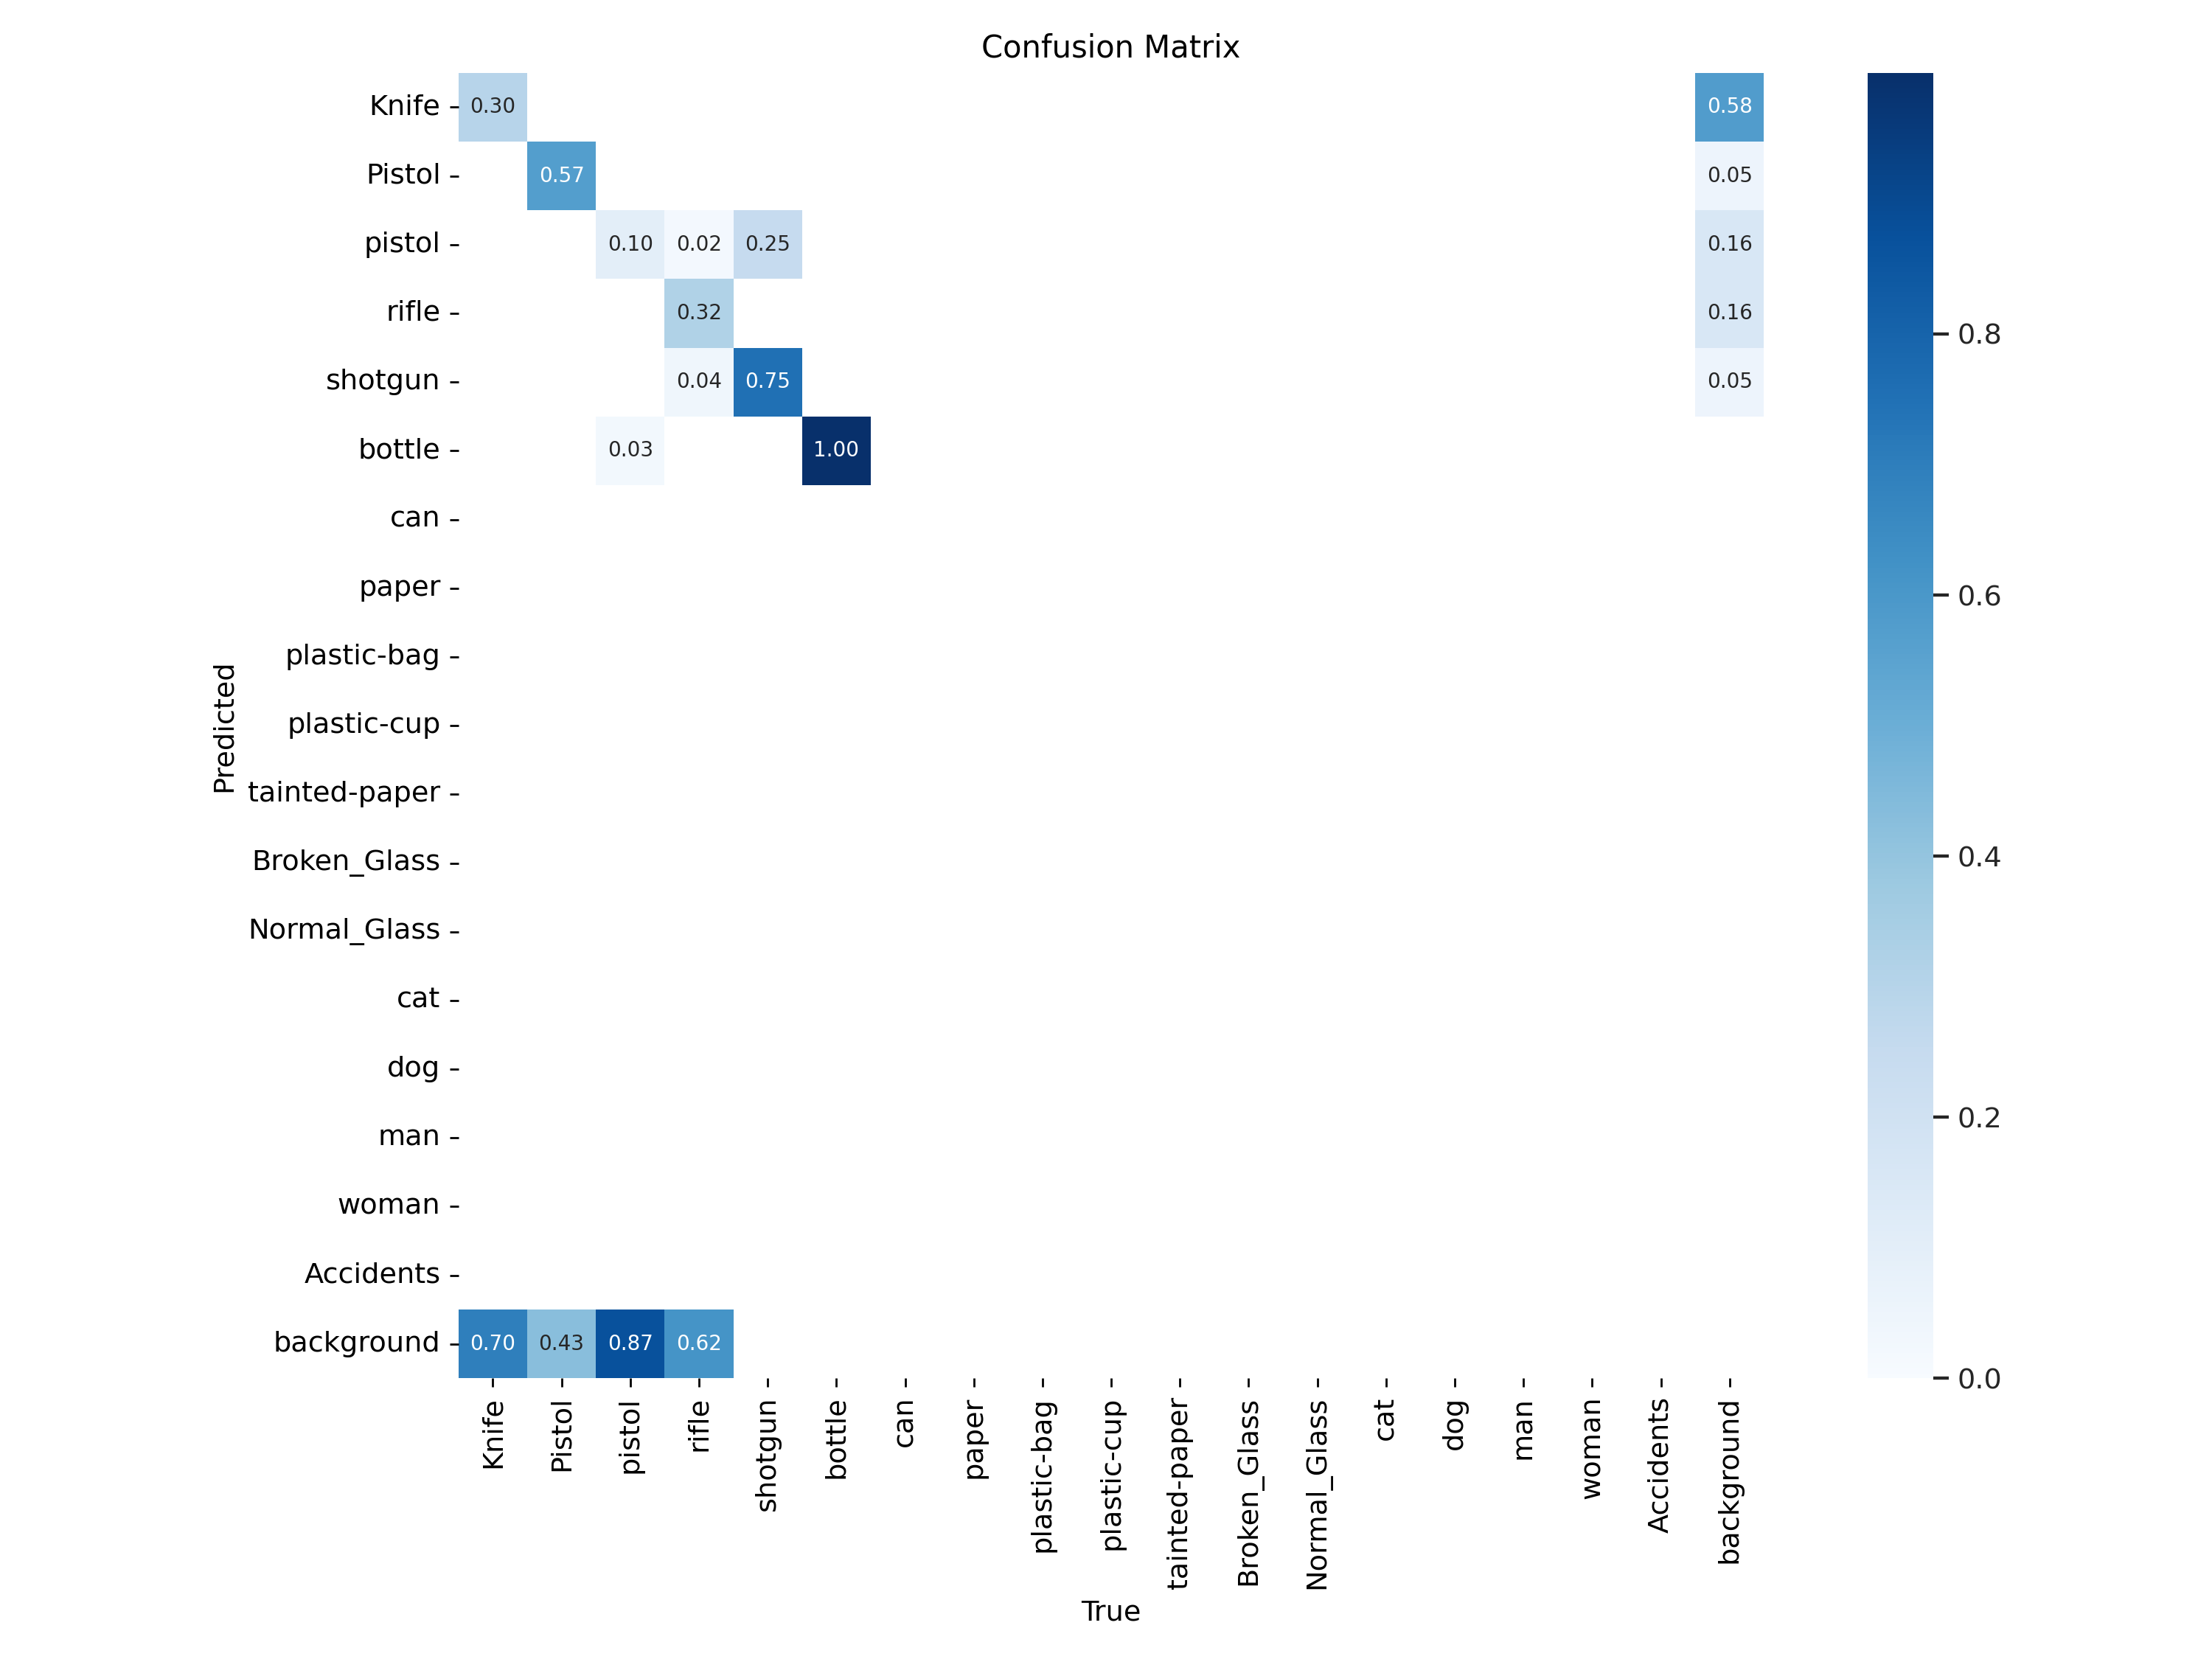 Confusion Matrix
Knife 0.30 0.58
Pistol 0.57 0.05
pistol 0.10 0.02 0.25 0.16
rifle 0.32 0.16
shotgun 0.04 0.75 0.05
bottle 0.03 1.00
can
paper
plastic-bag
plastic-cup
tainted-paper
Broken_Glass
Normal_Glass
cat
dog
man
woman
Accidents
background 0.70 0.43 0.87 0.62
Predicted
Knife
Pistol
pistol
rifle
shotgun
bottle
can
paper
plastic-bag
plastic-cup
tainted-paper
Broken_Glass
Normal_Glass
cat
dog
man
woman
Accidents
background
True
0.8
0.6
0.4
0.2
0.0